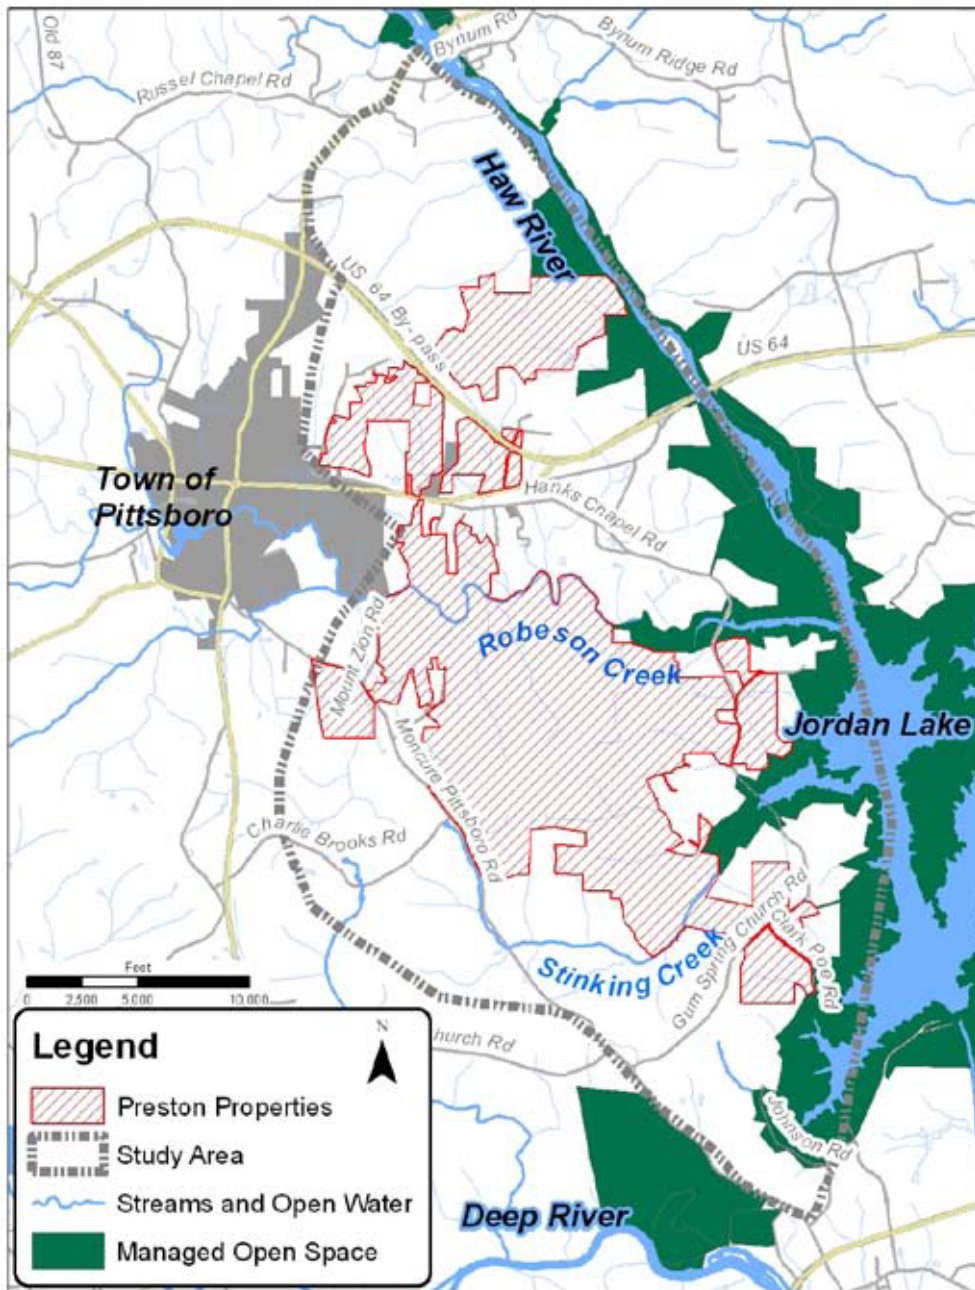 Old 87
Bynum Rd
Bynum Ridge Rd
Russel Chapel Rd
Haw River
US 64 By-pass
US 64
Town of
Pittsboro
Hanks Chapel Rd
Robeson Creek
Mount Zion Rd
Jordan Lake
Moncure Pittsboro Rd
Charlie Brooks Rd
Gum Spring Church Rd
Clark Poe Rd
Stinking Creek
Feet
0 2,500 5,000 10,000
hurch Rd
Johnson Rd
Deep River
N
Legend
Preston Properties
Study Area
Streams and Open Water
Managed Open Space